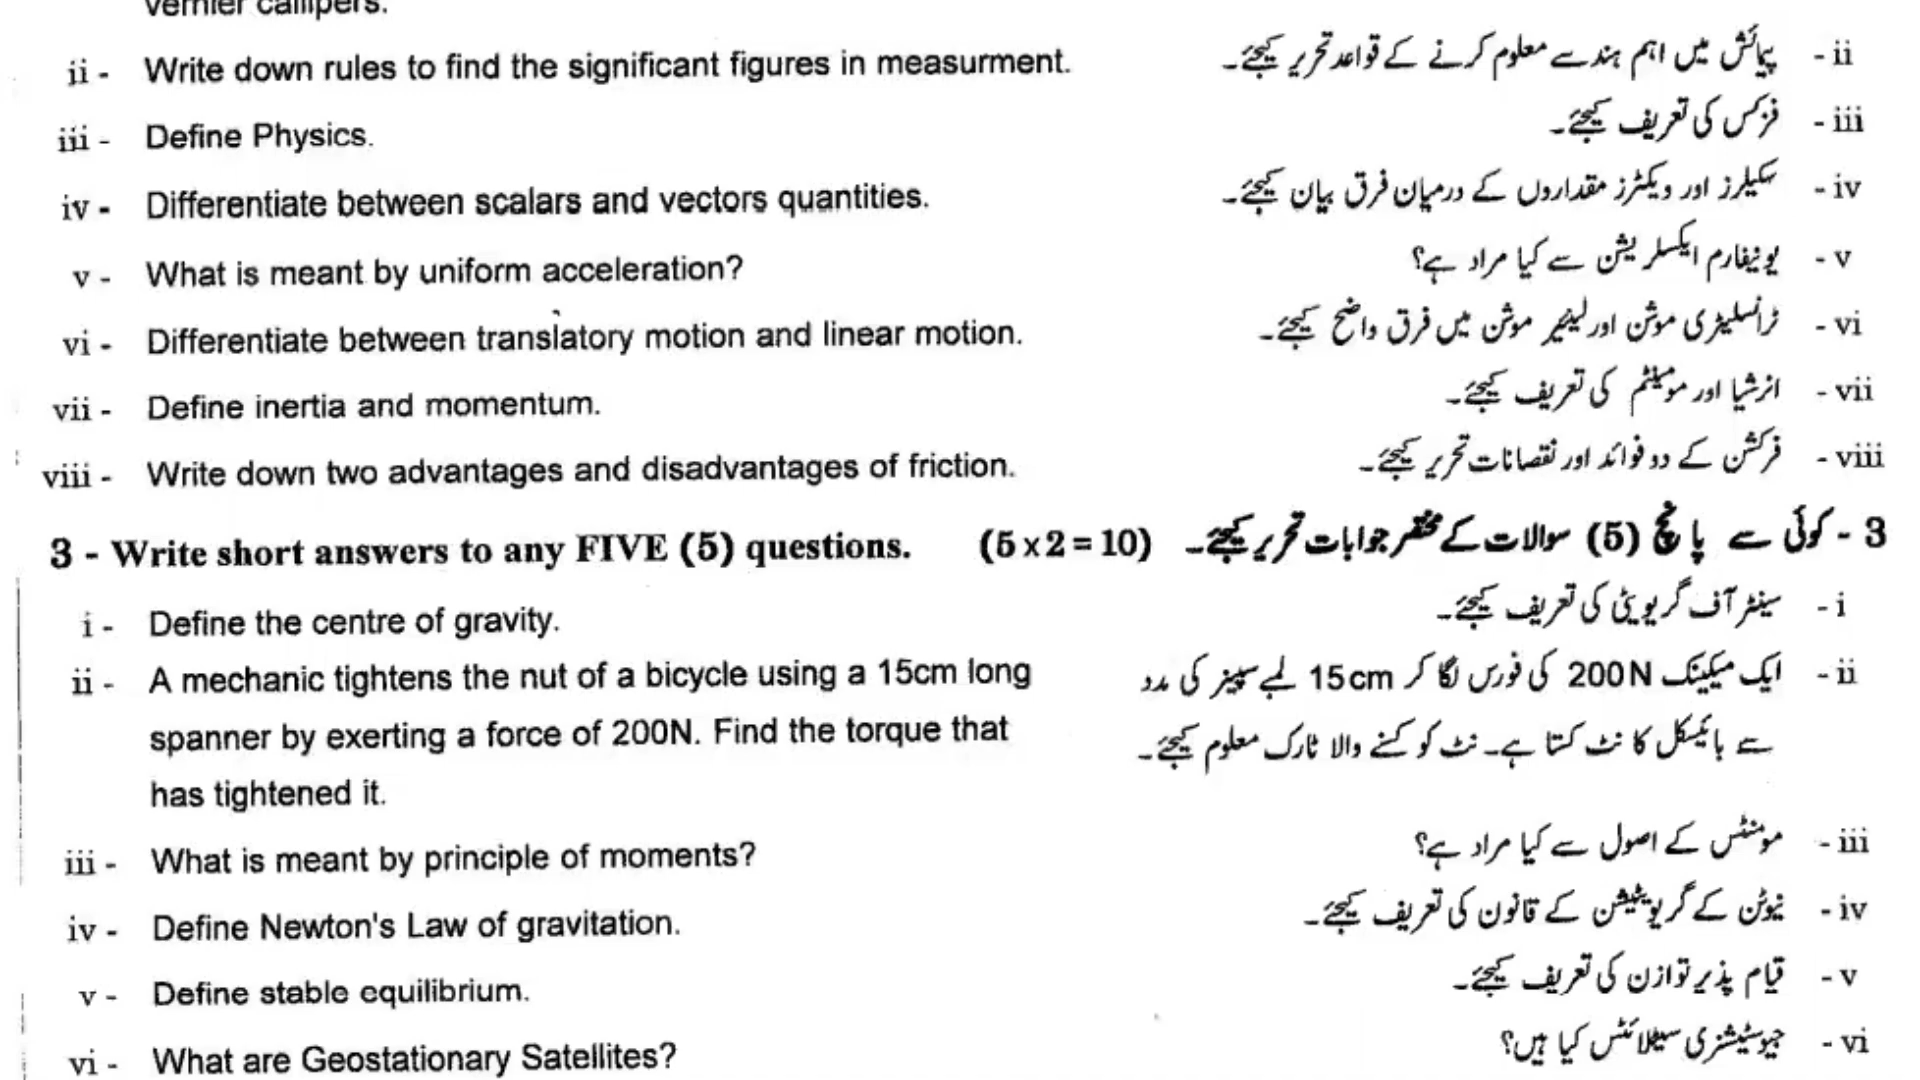 vernier callipers.
ii - Write down rules to find the significant figures in measurment. پیمائش میں اہم ہندسے معلوم کرنے کے قواعد تحریر کیجئے۔ - ii
iii - Define Physics. فزکس کی تعریف کیجئے۔ - iii
iv - Differentiate between scalars and vectors quantities. سکیلرز اور ویکٹرز مقداروں کے درمیان فرق بیان کیجئے۔ - iv
v - What is meant by uniform acceleration? یونیفارم ایکسلریشن سے کیا مراد ہے؟ - v
vi - Differentiate between translatory motion and linear motion. ٹرانسلیٹری موشن اور لینیئر موشن میں فرق واضح کیجئے۔ - vi
vii - Define inertia and momentum. انرشیا اور مومینٹم کی تعریف کیجئے۔ - vii
viii - Write down two advantages and disadvantages of friction. فرکشن کے دو فوائد اور نقصانات تحریر کیجئے۔ - viii
3 - Write short answers to any FIVE (5) questions. (5 x 2 = 10) 3 - کوئی سے پانچ (5) سوالات کے مختصر جوابات تحریر کیجئے۔
i - Define the centre of gravity. سینٹر آف گریویٹی کی تعریف کیجئے۔ - i
ii - A mechanic tightens the nut of a bicycle using a 15cm long ایک میکینک 200N کی فورس لگا کر 15cm لمبے سپینر کی مدد - ii
spanner by exerting a force of 200N. Find the torque that سے بائیسکل کا نٹ کستا ہے۔ نٹ کو کسنے والا ٹارک معلوم کیجئے۔
has tightened it.
iii - What is meant by principle of moments? مومنٹس کے اصول سے کیا مراد ہے؟ - iii
iv - Define Newton's Law of gravitation. نیوٹن کے گریویٹیشن کے قانون کی تعریف کیجئے۔ - iv
v - Define stable equilibrium. قیام پذیر توازن کی تعریف کیجئے۔ - v
vi - What are Geostationary Satellites? جیوسٹیشنری سیٹلائٹس کیا ہیں؟ - vi